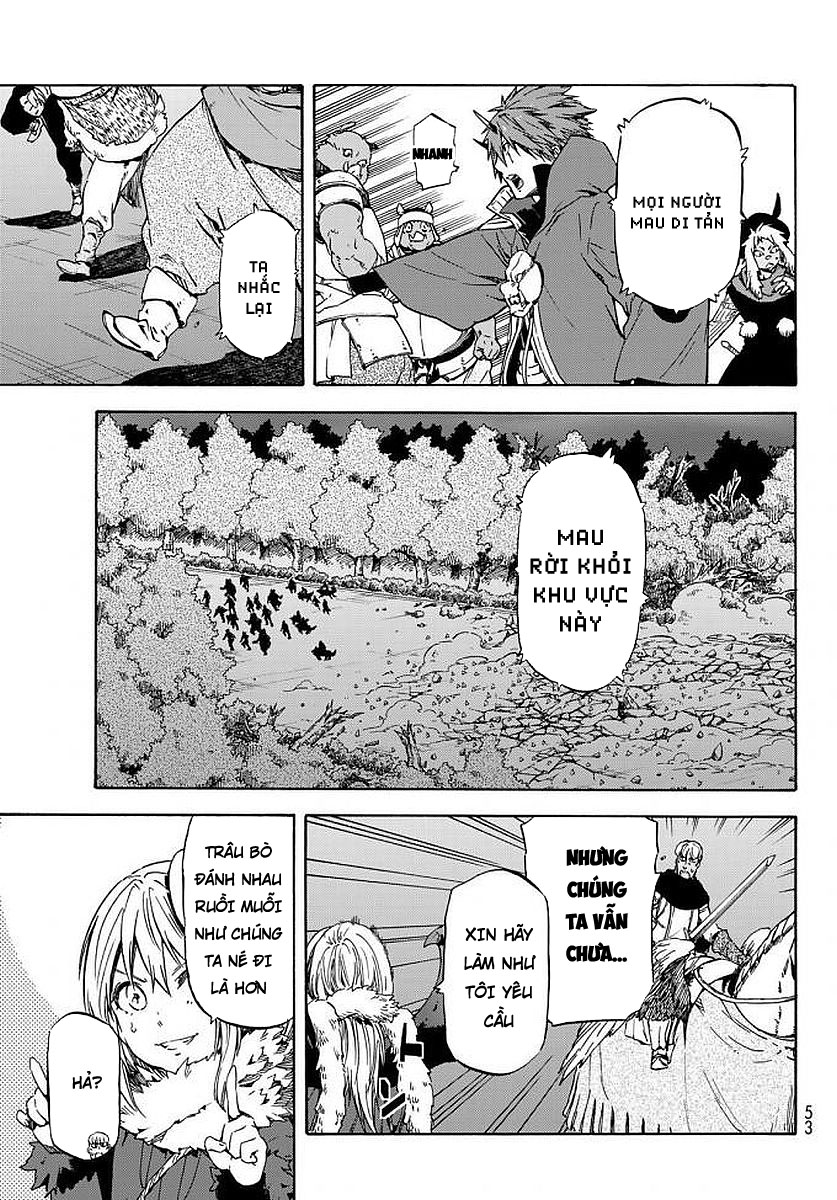 MỌI NGƯỜI
MAU DI TẢN
NHANH
TA
NHẮC
LẠI
MAU
RỜI KHỎI
KHU VỰC
NÀY
NHƯNG
CHÚNG
TA VẪN
CHƯA...
XIN HÃY
LÀM NHƯ
TÔI YÊU
CẦU
TRÂU BÒ
ĐÁNH NHAU
RUỒI MUỖI
NHƯ CHÚNG
TA NÉ ĐI
LÀ HƠN
HẢ?
53